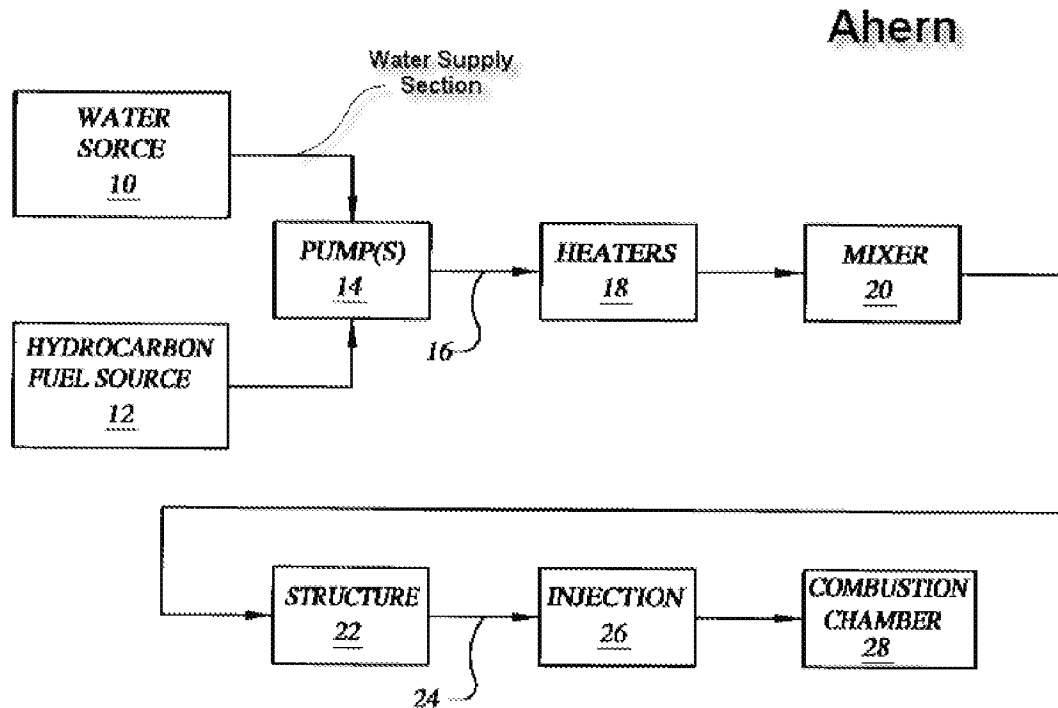 Ahern
Water Supply
Section
WATER
SORCE
10
PUMP(S)
14
HEATERS
18
MIXER
20
16
HYDROCARBON
FUEL SOURCE
12
STRUCTURE
22
INJECTION
26
COMBUSTION
CHAMBER
28
24